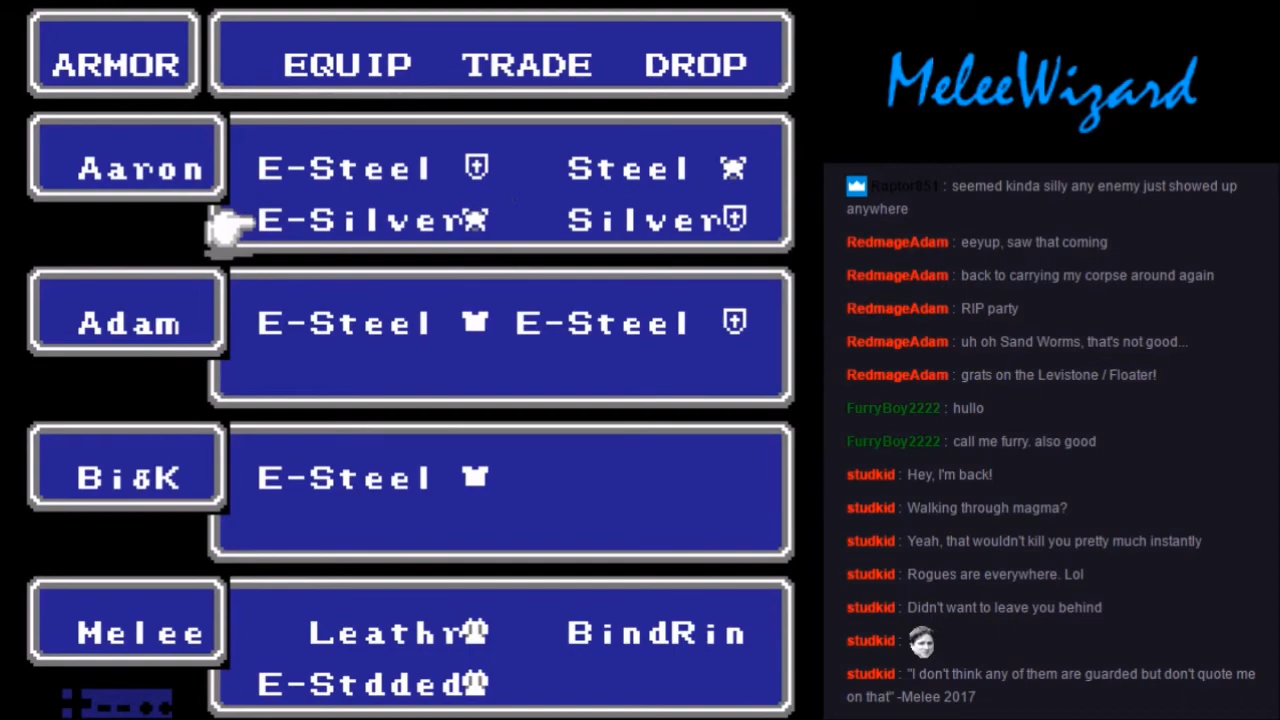 ARMOR EQUIP TRADE DROP
Aaron E-Steel Steel
E-Silver Silver
Adam E-Steel E-Steel
Bi&K E-Steel
Melee Leathr BindRin
E-Stdded
MeleeWizard
Raptor851 : seemed kinda silly any enemy just showed up
anywhere
RedmageAdam : eeyup, saw that coming
RedmageAdam : back to carrying my corpse around again
RedmageAdam : RIP party
RedmageAdam : uh oh Sand Worms, that's not good...
RedmageAdam : grats on the Levistone / Floater!
FurryBoy2222 : hullo
FurryBoy2222 : call me furry. also good
studkid : Hey, I'm back!
studkid : Walking through magma?
studkid : Yeah, that wouldn't kill you pretty much instantly
studkid : Rogues are everywhere. Lol
studkid : Didn't want to leave you behind
studkid :
studkid : "I don't think any of them are guarded but don't quote me
on that" -Melee 2017